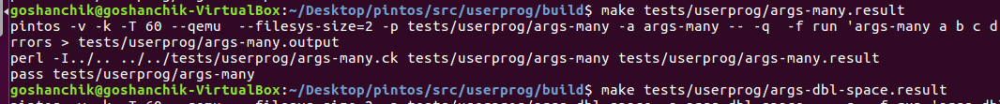 goshanchik@goshanchik-VirtualBox:~/Desktop/pintos/src/userprog/build$ make tests/userprog/args-many.result
pintos -v -k -T 60 --qemu  --filesys-size=2 -p tests/userprog/args-many -a args-many -- -q  -f run 'args-many a b c d
rrors > tests/userprog/args-many.output
perl -I../.. ../../tests/userprog/args-many.ck tests/userprog/args-many tests/userprog/args-many.result
pass tests/userprog/args-many
goshanchik@goshanchik-VirtualBox:~/Desktop/pintos/src/userprog/build$ make tests/userprog/args-dbl-space.result